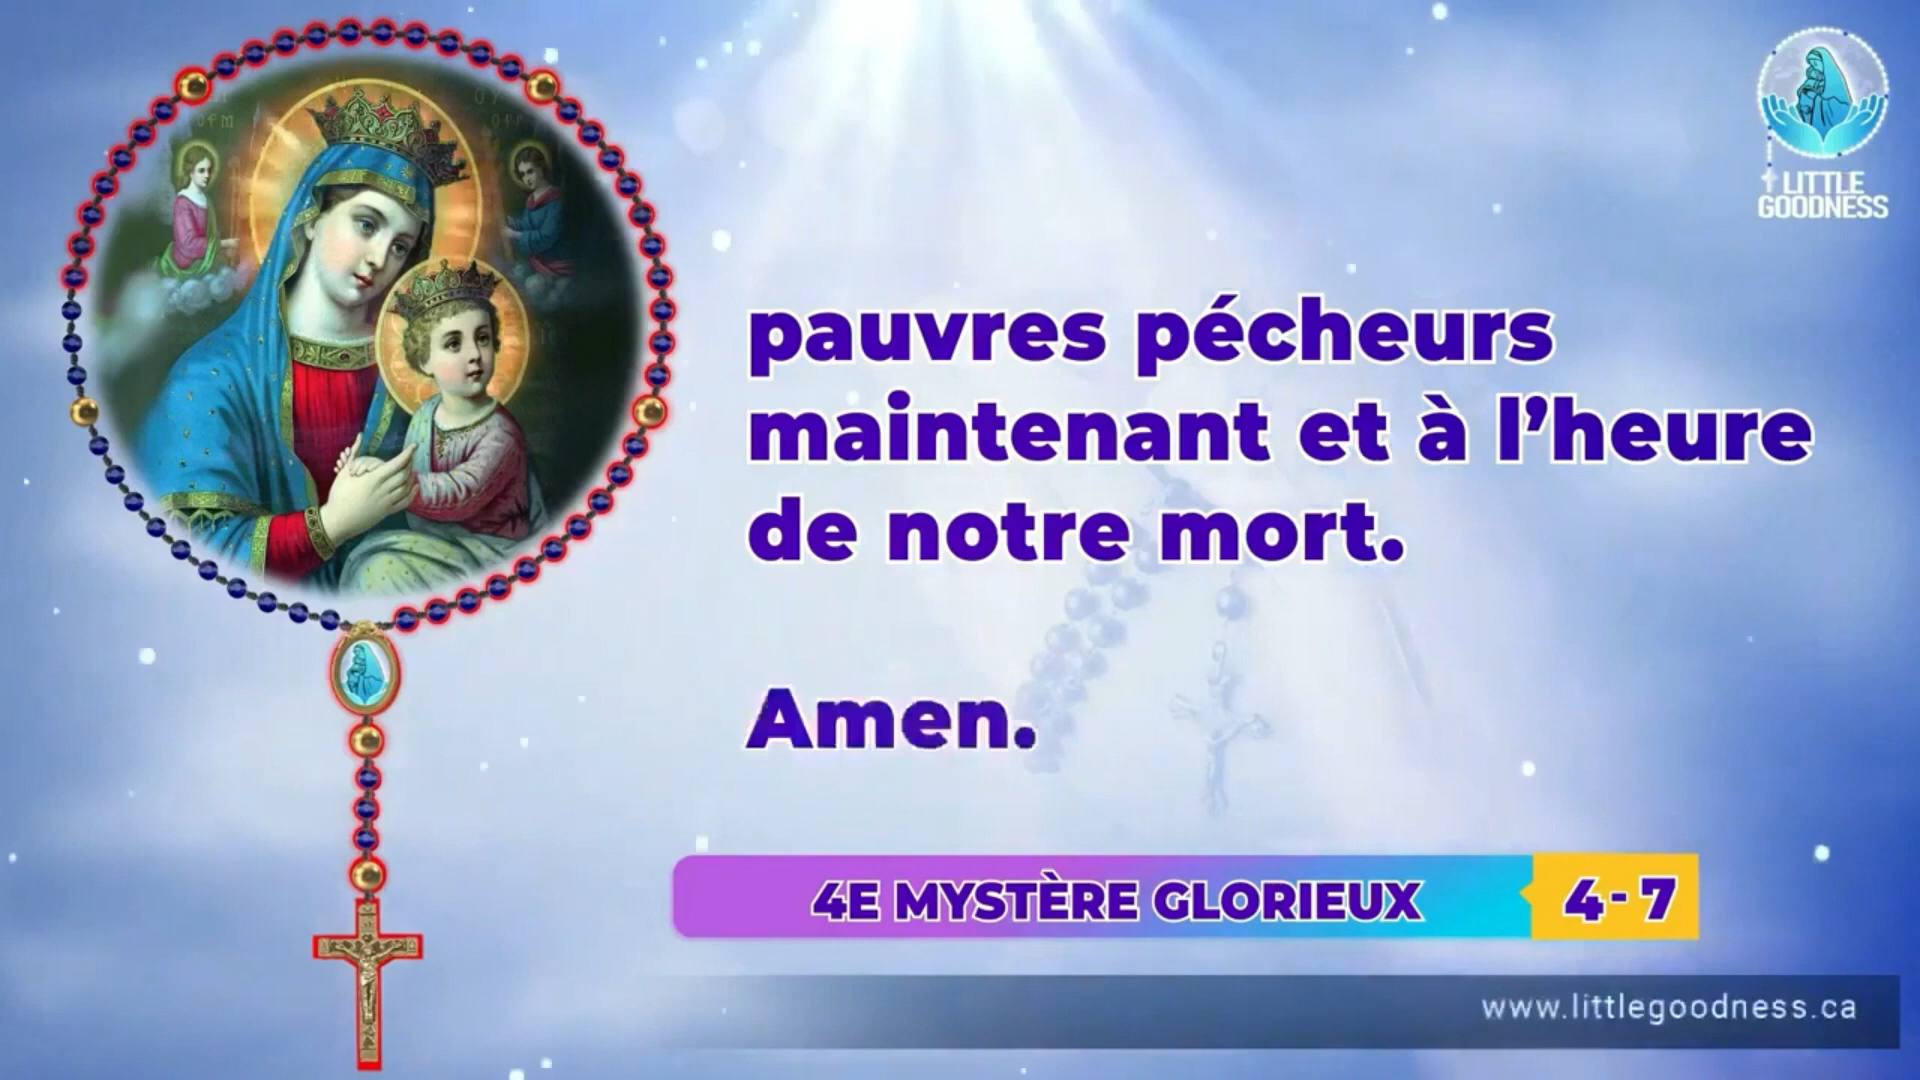 LITTLE
GOODNESS
pauvres pécheurs
maintenant et à l’heure
de notre mort.
Amen.
4E MYSTÈRE GLORIEUX
4 - 7
www.littlegoodness.ca